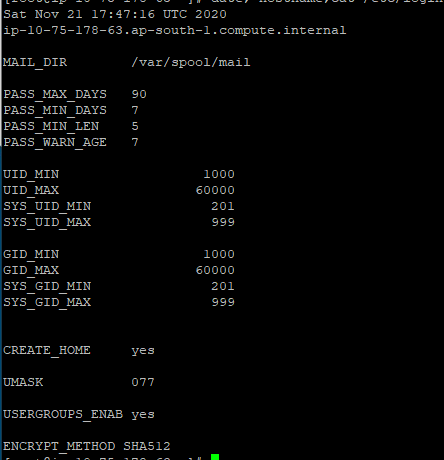 Sat Nov 21 17:47:16 UTC 2020
ip-10-75-178-63.ap-south-1.compute.internal
MAIL_DIR /var/spool/mail
PASS_MAX_DAYS 90
PASS_MIN_DAYS 7
PASS_MIN_LEN 5
PASS_WARN_AGE 7
UID_MIN 1000
UID_MAX 60000
SYS_UID_MIN 201
SYS_UID_MAX 999
GID_MIN 1000
GID_MAX 60000
SYS_GID_MIN 201
SYS_GID_MAX 999
CREATE_HOME yes
UMASK 077
USERGROUPS_ENAB yes
ENCRYPT_METHOD SHA512